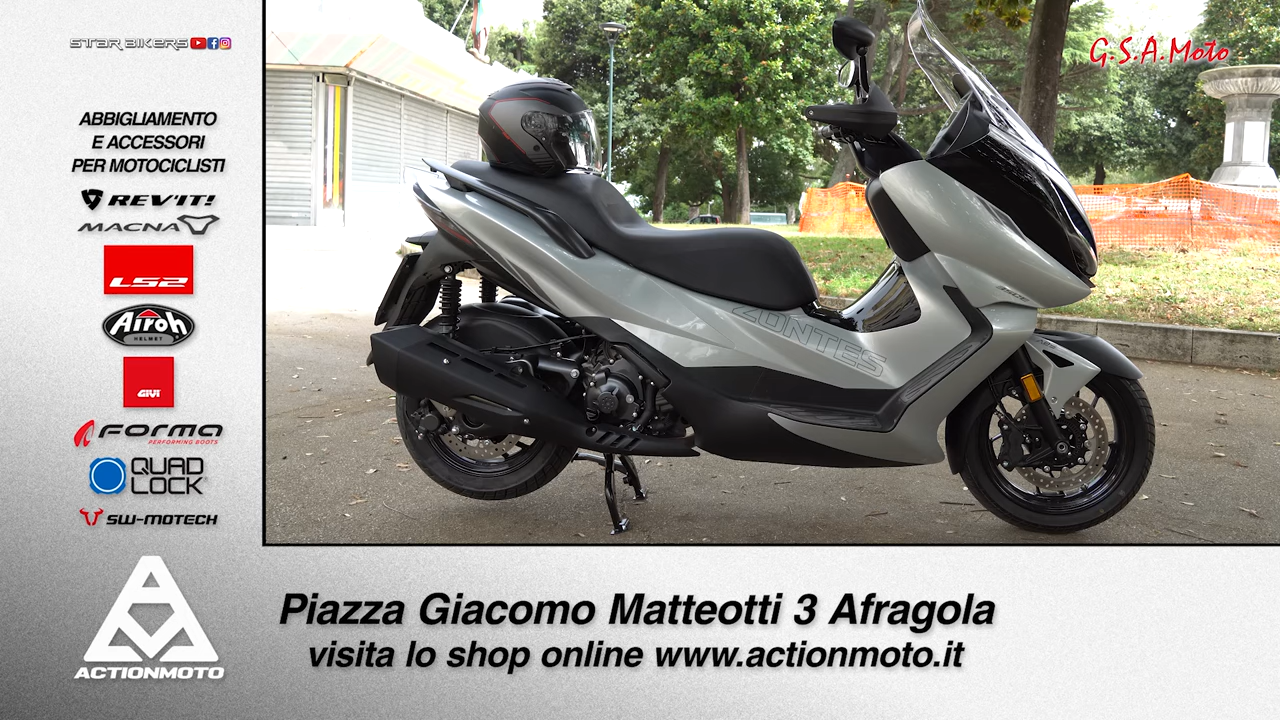 STAR BIKERS
G.S.A.Moto
ABBIGLIAMENTO
E ACCESSORI
PER MOTOCICLISTI
REV'IT!
MACNA
LS2
Airoh
HELMET
GIVI
FORMA
PERFORMING BOOTS
QUAD
LOCK
SW-MOTECH
ACTIONMOTO
ZONTES
Piazza Giacomo Matteotti 3 Afragola
visita lo shop online www.actionmoto.it